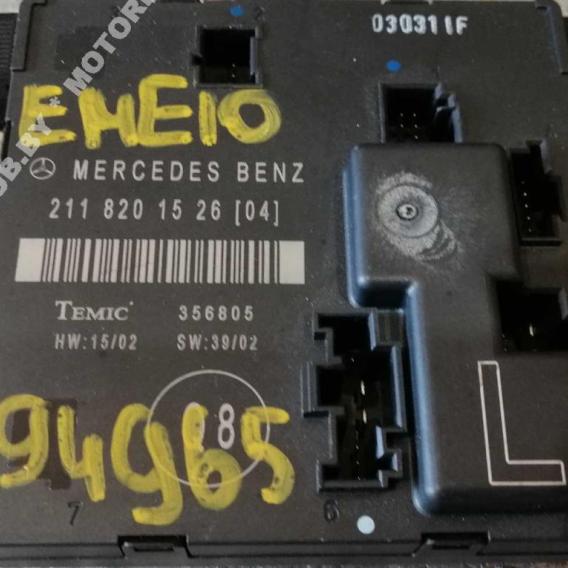 030311F
EMEIO
MERCEDES BENZ
211 820 15 26 [04]
TEMIC 356805
HW:15/02 SW:39/02
8
94965
L
7
6